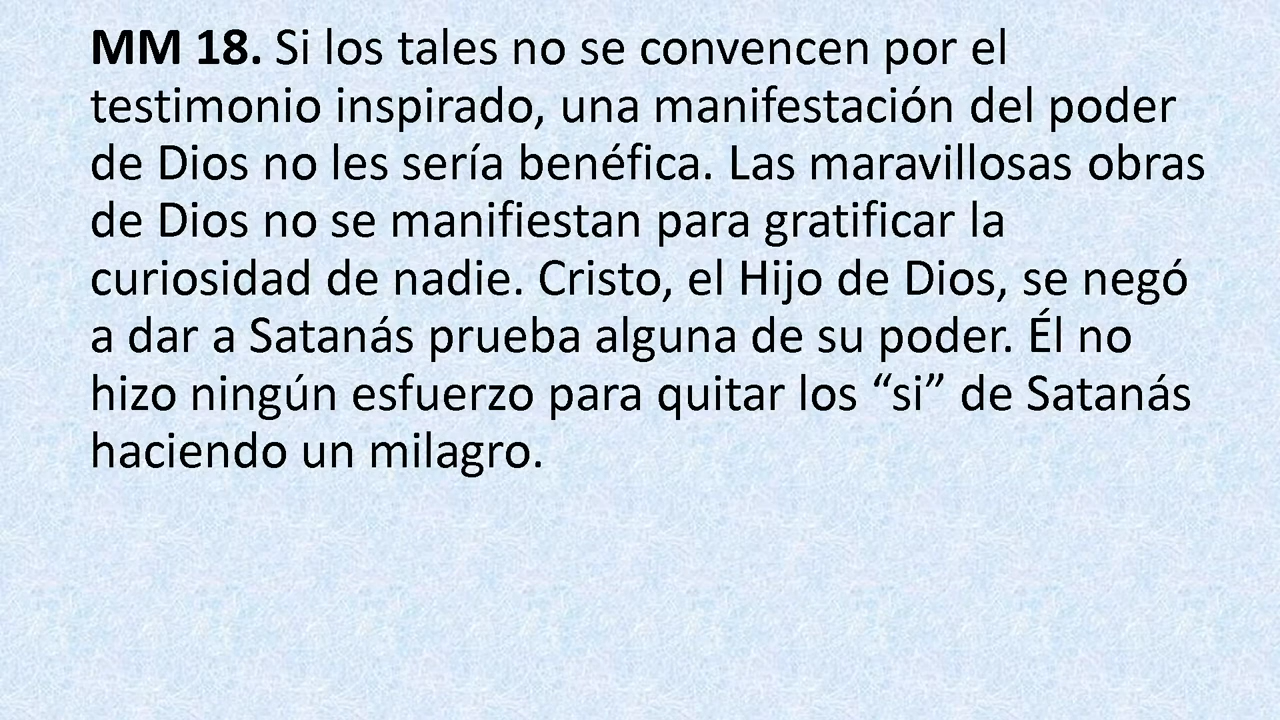 MM 18. Si los tales no se convencen por el
testimonio inspirado, una manifestación del poder
de Dios no les sería benéfica. Las maravillosas obras
de Dios no se manifiestan para gratificar la
curiosidad de nadie. Cristo, el Hijo de Dios, se negó
a dar a Satanás prueba alguna de su poder. Él no
hizo ningún esfuerzo para quitar los “si” de Satanás
haciendo un milagro.